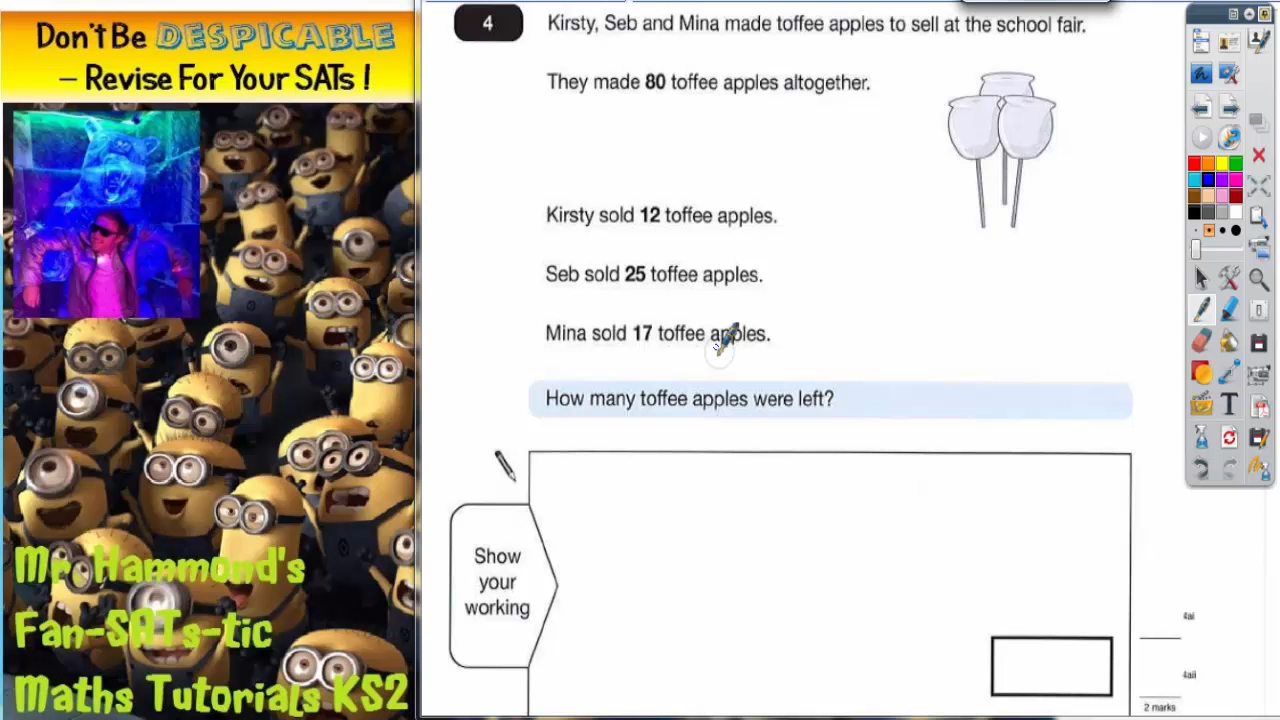 Don't Be DESPICABLE
– Revise For Your SATs !
Mr. Hammond's
Fan-SATs-tic
Maths Tutorials KS2
4
Kirsty, Seb and Mina made toffee apples to sell at the school fair.
They made 80 toffee apples altogether.
Kirsty sold 12 toffee apples.
Seb sold 25 toffee apples.
Mina sold 17 toffee apples.
How many toffee apples were left?
Show
your
working
4ai
4aii
2 marks
T